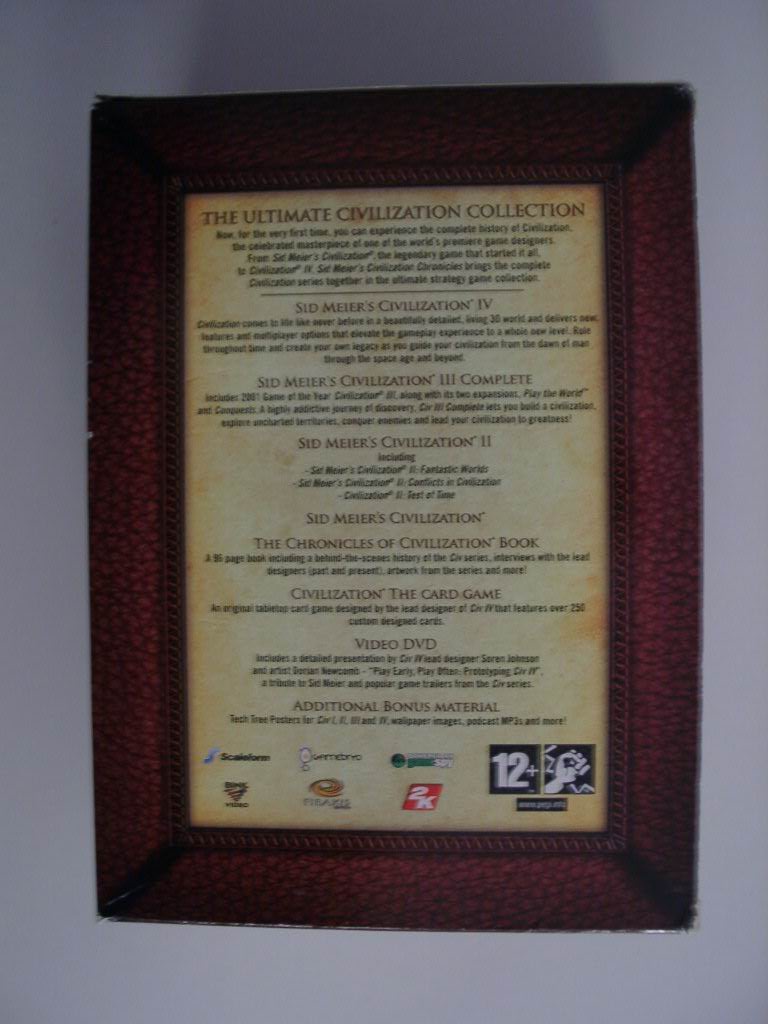 THE ULTIMATE CIVILIZATION COLLECTION
Now, for the very first time, you can experience the complete history of Civilization,
the celebrated masterpiece of one of the world's premiere game designers.
From Sid Meier's Civilization®, the legendary game that started it all,
to Civilization® IV, Sid Meier's Civilization Chronicles brings the complete
Civilization series together in the ultimate strategy game collection.
SID MEIER'S CIVILIZATION® IV
Civilization comes to life like never before in a beautifully detailed, living 3D world and delivers new
features and multiplayer options that elevate the gameplay experience to a whole new level. Rule
throughout time and create your own legacy as you guide your civilization from the dawn of man
through the space age and beyond.
SID MEIER'S CIVILIZATION® III COMPLETE
Includes 2001 Game of the Year Civilization® III, along with its two expansions, Play the World™
and Conquests. A highly addictive journey of discovery, Civ III Complete lets you build a civilization,
explore uncharted territories, conquer enemies and lead your civilization to greatness!
SID MEIER'S CIVILIZATION® II
Including
- Sid Meier's Civilization® II: Fantastic Worlds
- Sid Meier's Civilization® II: Conflicts in Civilization
- Civilization® II: Test of Time
SID MEIER'S CIVILIZATION®
THE CHRONICLES OF CIVILIZATION® BOOK
A 96 page book including a behind-the-scenes history of the Civ series, interviews with the lead
designers (past and present), artwork from the series and more!
CIVILIZATION® THE CARD GAME
An original tabletop card game designed by the lead designer of Civ IV that features over 250
custom designed cards.
VIDEO DVD
Includes a detailed presentation by Civ IV lead designer Soren Johnson
and artist Dorian Newcomb - "Play Early, Play Often: Prototyping Civ IV",
a tribute to Sid Meier and popular game trailers from the Civ series.
ADDITIONAL BONUS MATERIAL
Tech Tree Posters for Civ I, II, III and IV, wallpaper images, podcast MP3s and more!
Scaleform GAMEBRYO GameSpy 12+
BINK VIDEO FIRAXIS GAMES 2K www.pegi.info